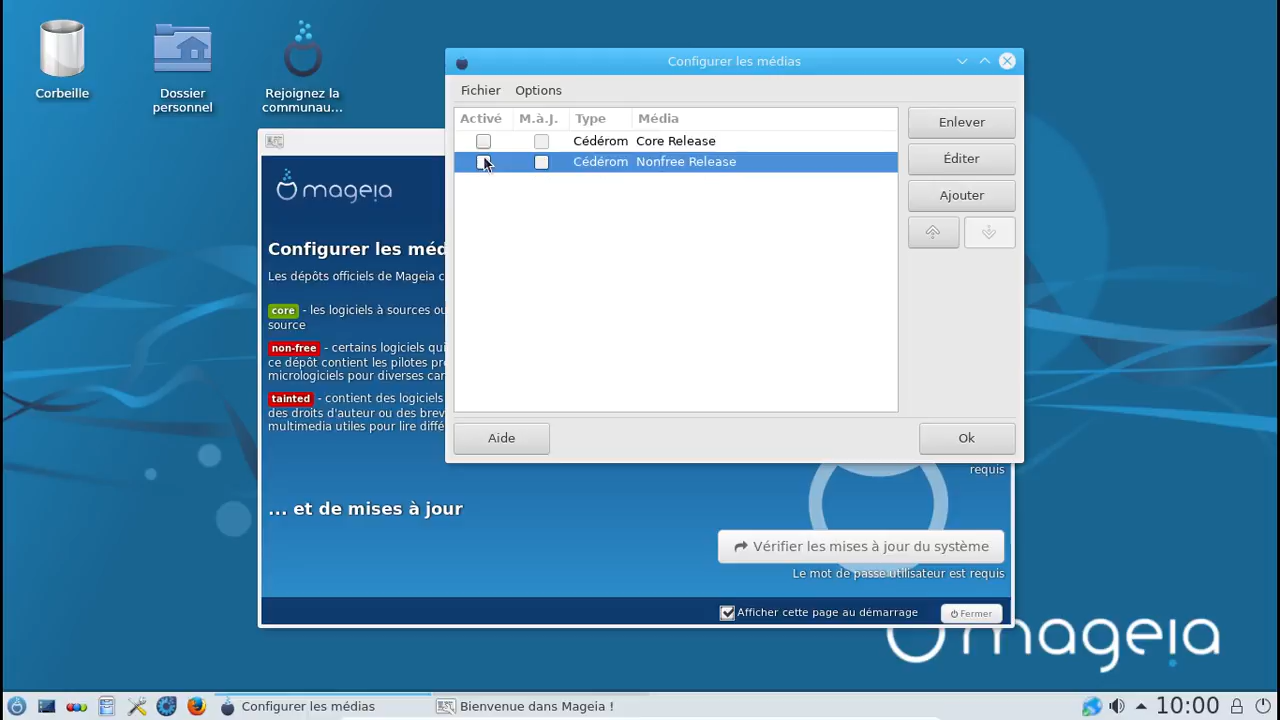 Corbeille
Dossier
personnel
Rejoignez la
communau...
Configurer les médias
Fichier Options
Activé M.à.J. Type Média
Cédérom Core Release
Cédérom Nonfree Release
Enlever
Éditer
Ajouter
Aide
Ok
mageia
Configurer les méd
Les dépôts officiels de Mageia c
core - les logiciels à sources ou
source
non-free - certains logiciels qui
ce dépôt contient les pilotes pr
micrologiciels pour diverses car
tainted - contient des logiciels
des droits d'auteur ou des brev
multimedia utiles pour lire diffé
requis
... et de mises à jour
Vérifier les mises à jour du système
Le mot de passe utilisateur est requis
Afficher cette page au démarrage
Fermer
mageia
Configurer les médias
Bienvenue dans Mageia !
10:00